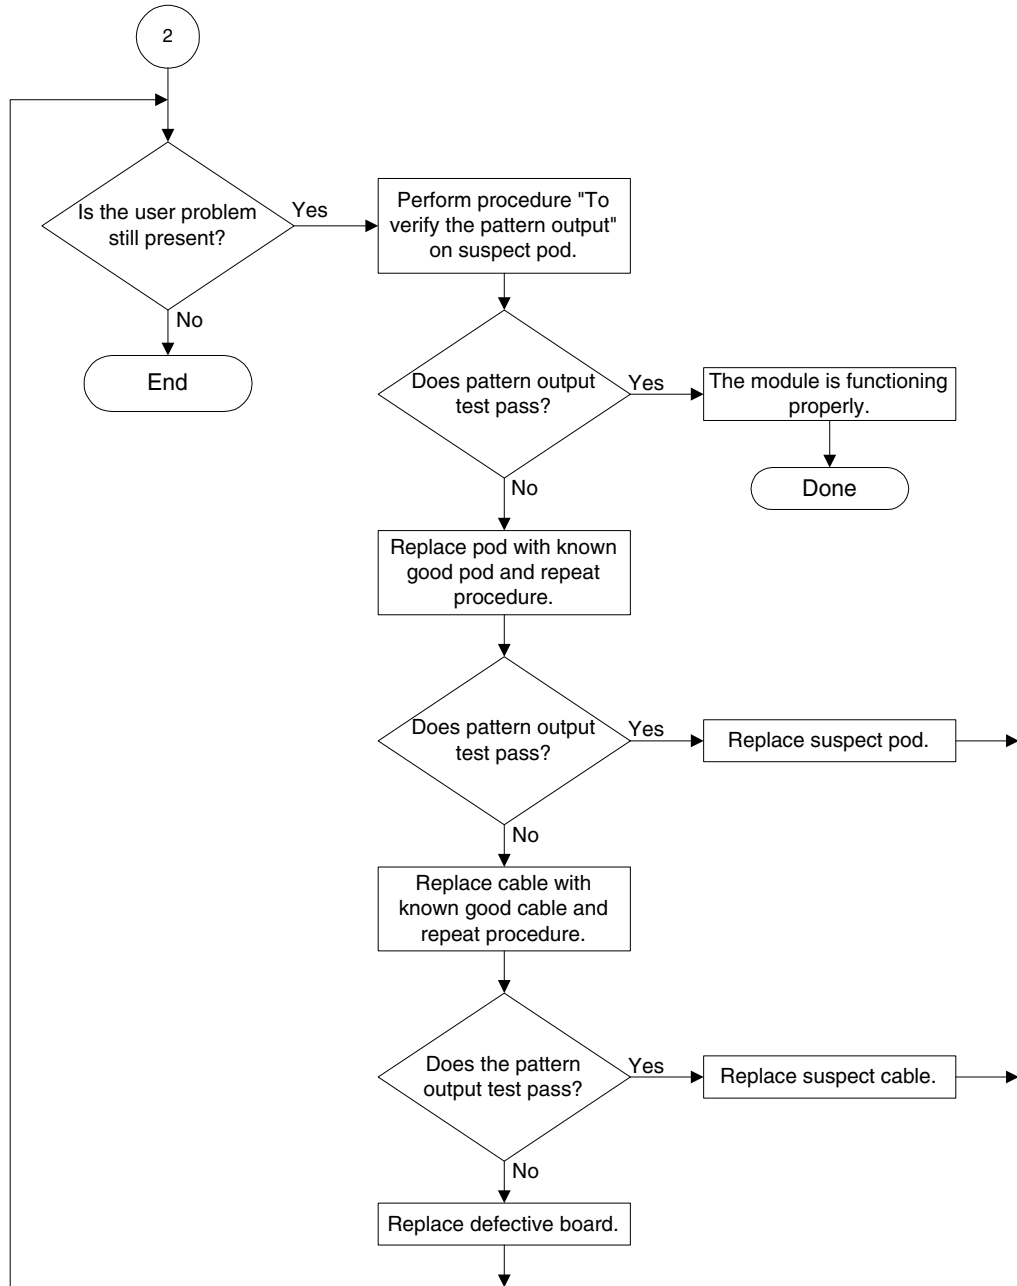 2
Is the user problem
still present?
Yes
No
End
Perform procedure "To
verify the pattern output"
on suspect pod.
Does pattern output
test pass?
Yes
The module is functioning
properly.
Done
No
Replace pod with known
good pod and repeat
procedure.
Does pattern output
test pass?
Yes
Replace suspect pod.
No
Replace cable with
known good cable and
repeat procedure.
Does the pattern
output test pass?
Yes
Replace suspect cable.
No
Replace defective board.